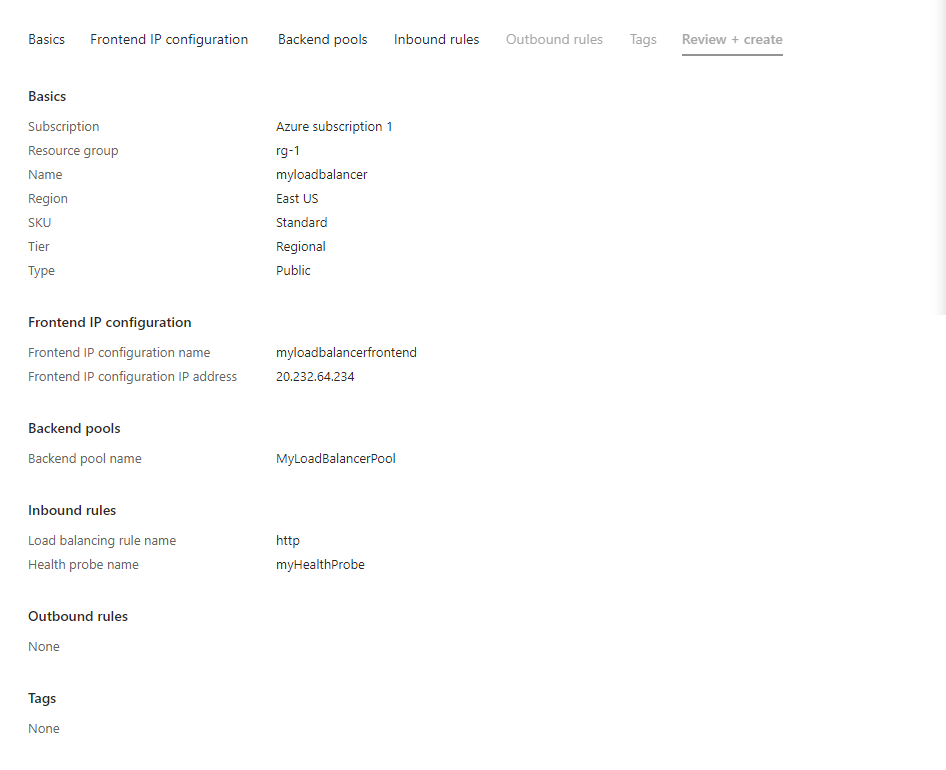 Basics Frontend IP configuration Backend pools Inbound rules Outbound rules Tags Review + create
Basics
Subscription Azure subscription 1
Resource group rg-1
Name myloadbalancer
Region East US
SKU Standard
Tier Regional
Type Public
Frontend IP configuration
Frontend IP configuration name myloadbalancerfrontend
Frontend IP configuration IP address 20.232.64.234
Backend pools
Backend pool name MyLoadBalancerPool
Inbound rules
Load balancing rule name http
Health probe name myHealthProbe
Outbound rules
None
Tags
None